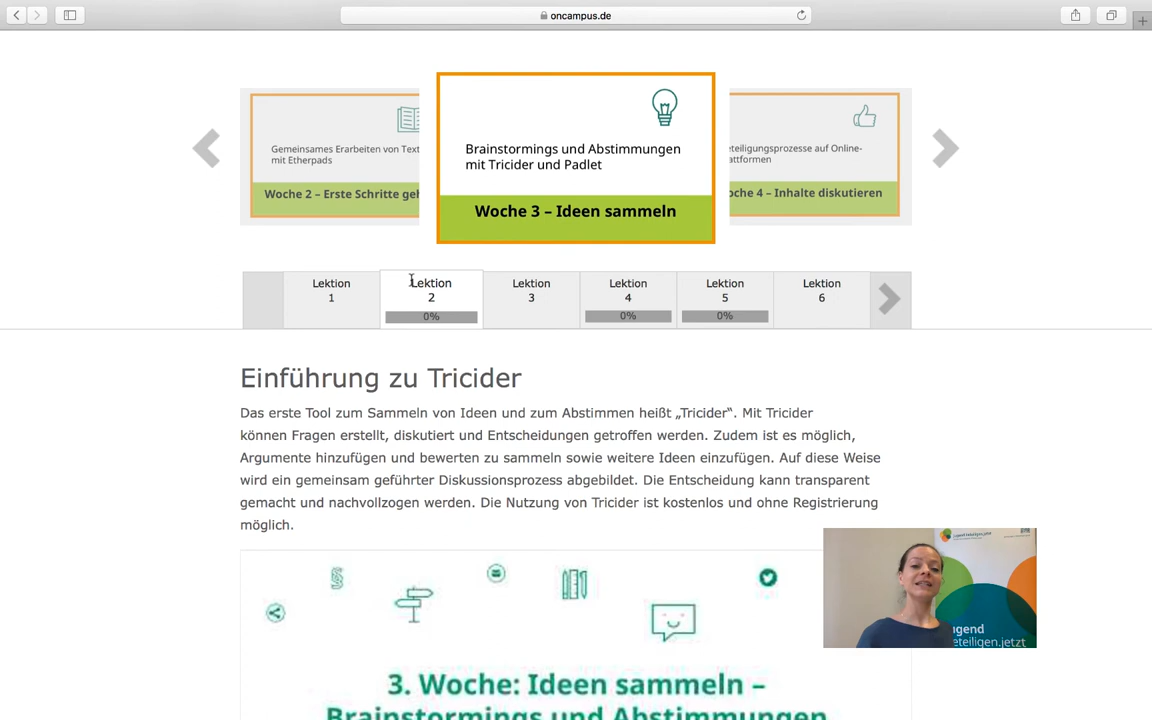 oncampus.de
Gemeinsames Erarbeiten von Text
mit Etherpads
Woche 2 – Erste Schritte geh
Brainstormings und Abstimmungen
mit Tricider und Padlet
Woche 3 – Ideen sammeln
eteiligungsprozesse auf Online-
attformen
oche 4 – Inhalte diskutieren
Lektion
1
Lektion
2
0%
Lektion
3
Lektion
4
0%
Lektion
5
0%
Lektion
6
Einführung zu Tricider
Das erste Tool zum Sammeln von Ideen und zum Abstimmen heißt „Tricider“. Mit Tricider
können Fragen erstellt, diskutiert und Entscheidungen getroffen werden. Zudem ist es möglich,
Argumente hinzufügen und bewerten zu sammeln sowie weitere Ideen einzufügen. Auf diese Weise
wird ein gemeinsam geführter Diskussionsprozess abgebildet. Die Entscheidung kann transparent
gemacht und nachvollzogen werden. Die Nutzung von Tricider ist kostenlos und ohne Registrierung
möglich.
§
3. Woche: Ideen sammeln –
Brainstormings und Abstimmungen
ugend
eteiligen.jetzt